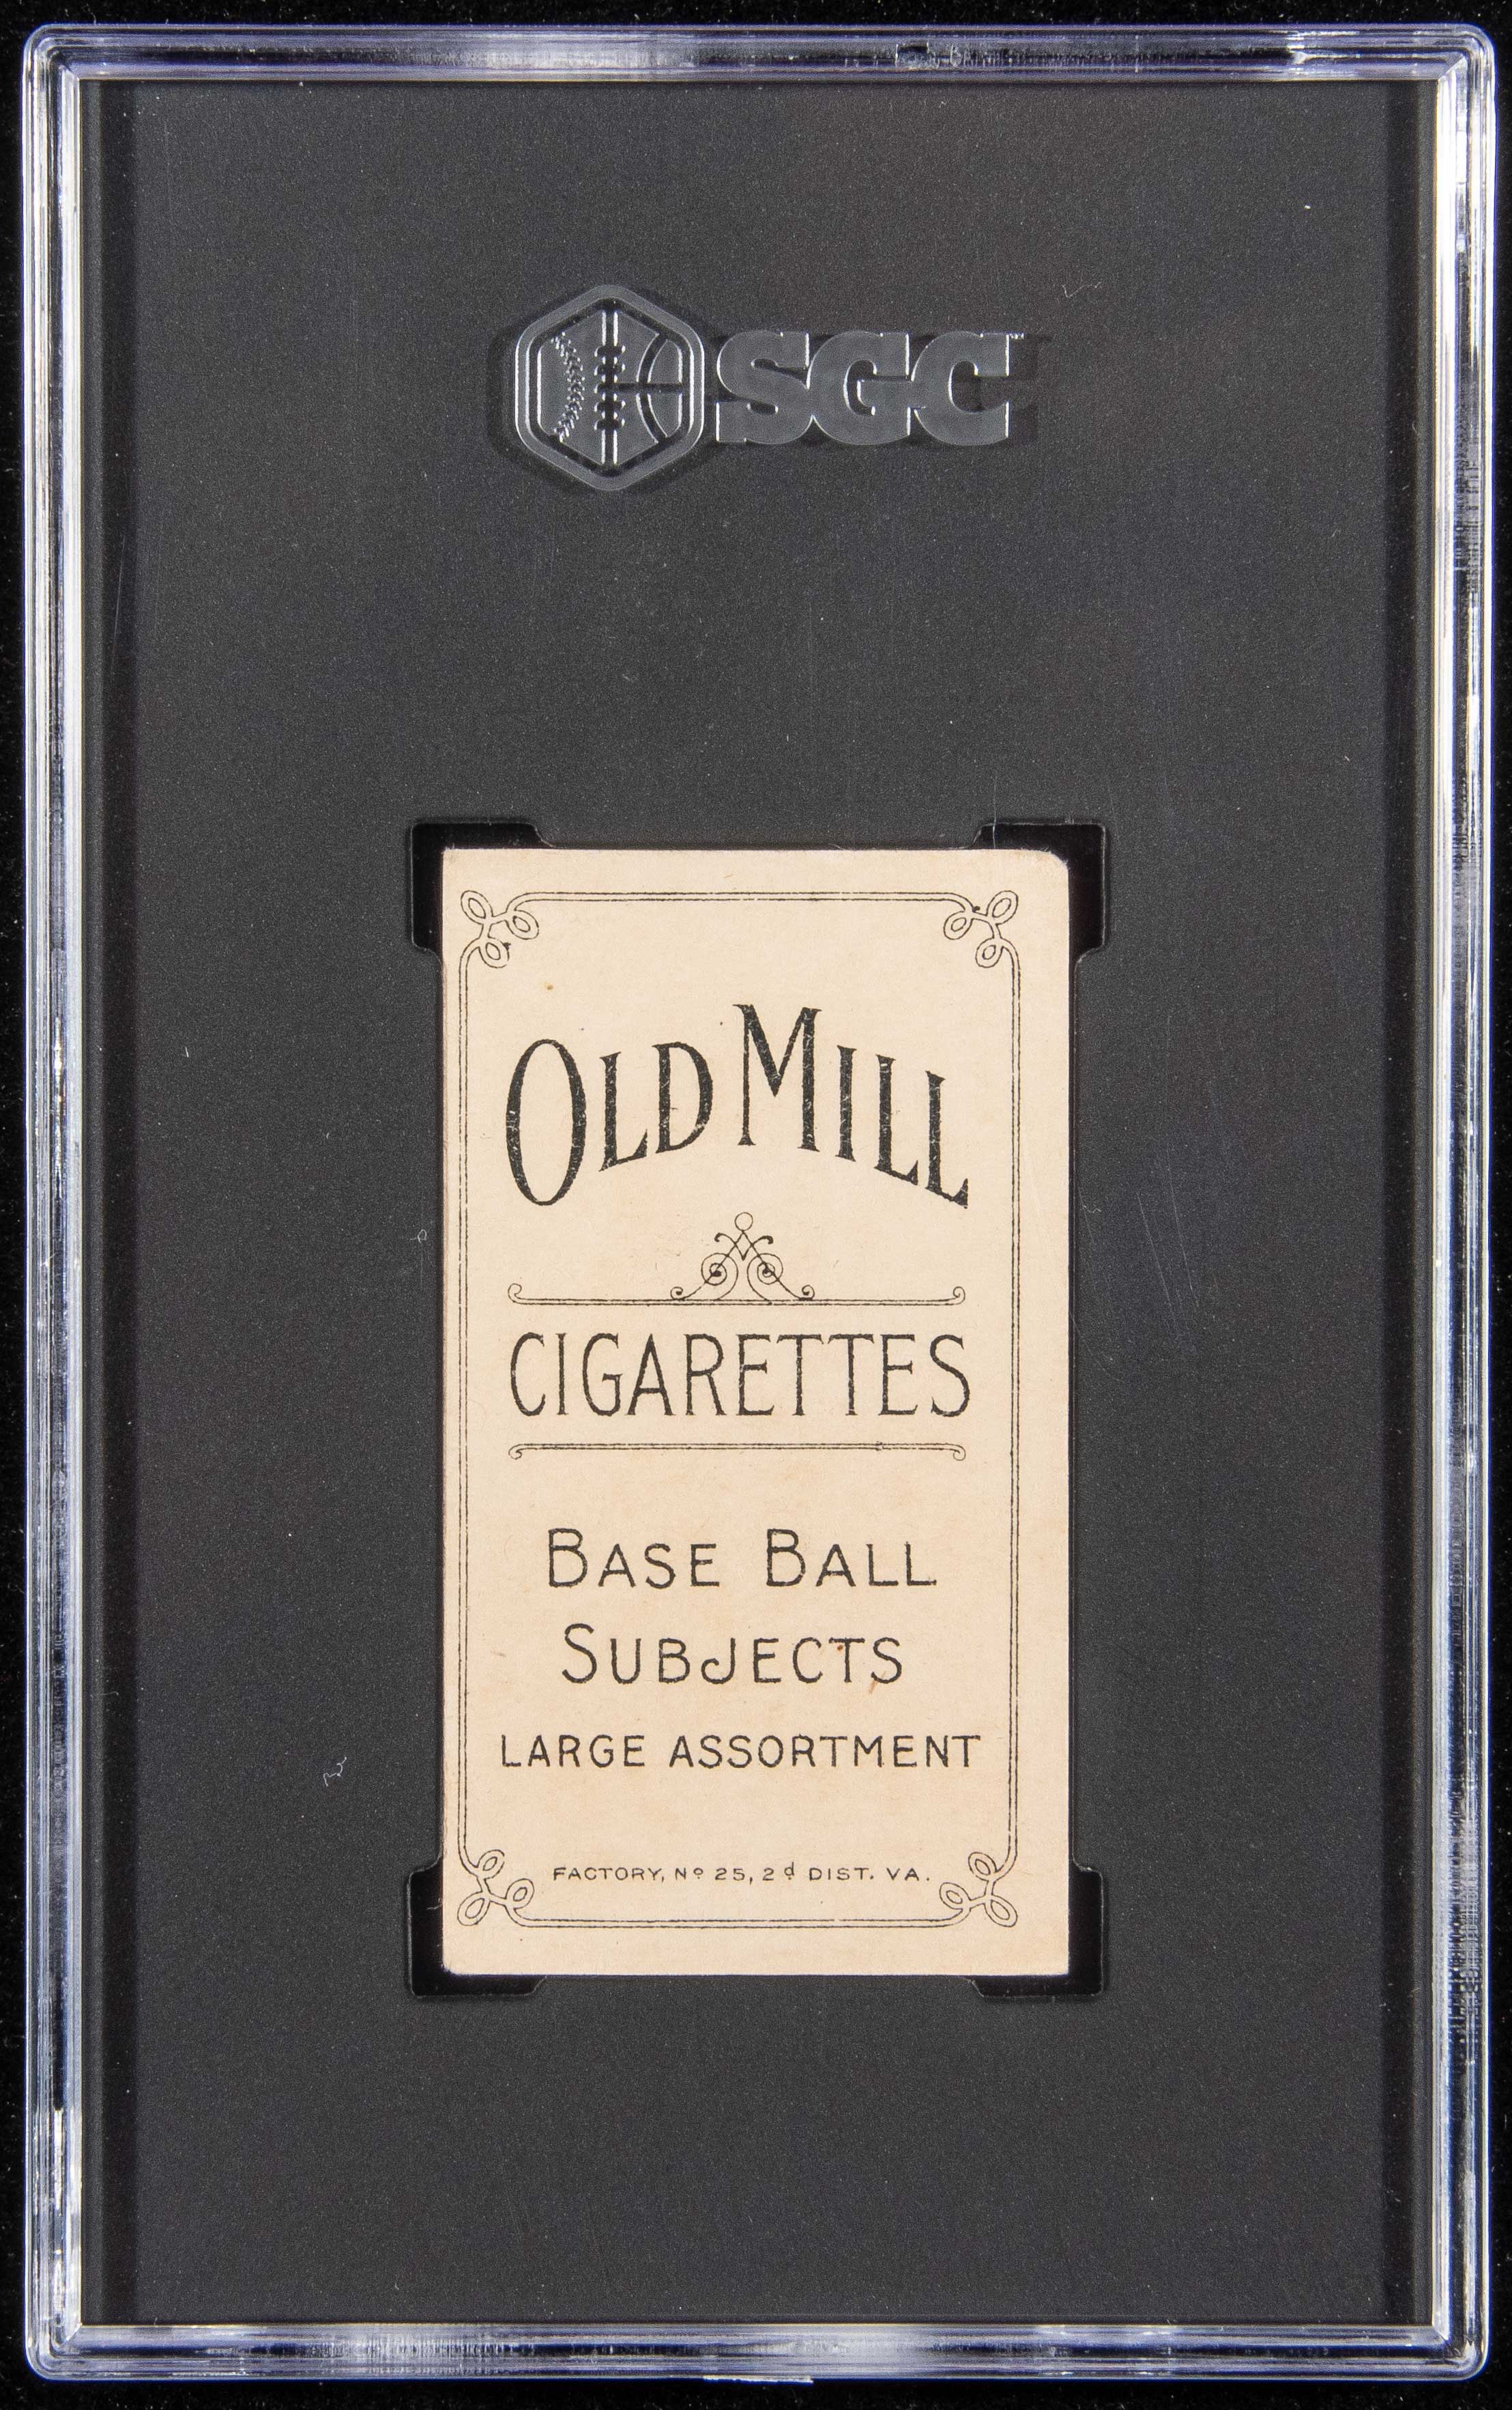 SGC
OLD MILL
CIGARETTES
BASE BALL
SUBJECTS
LARGE ASSORTMENT
FACTORY, Nº 25, 2d DIST. VA.